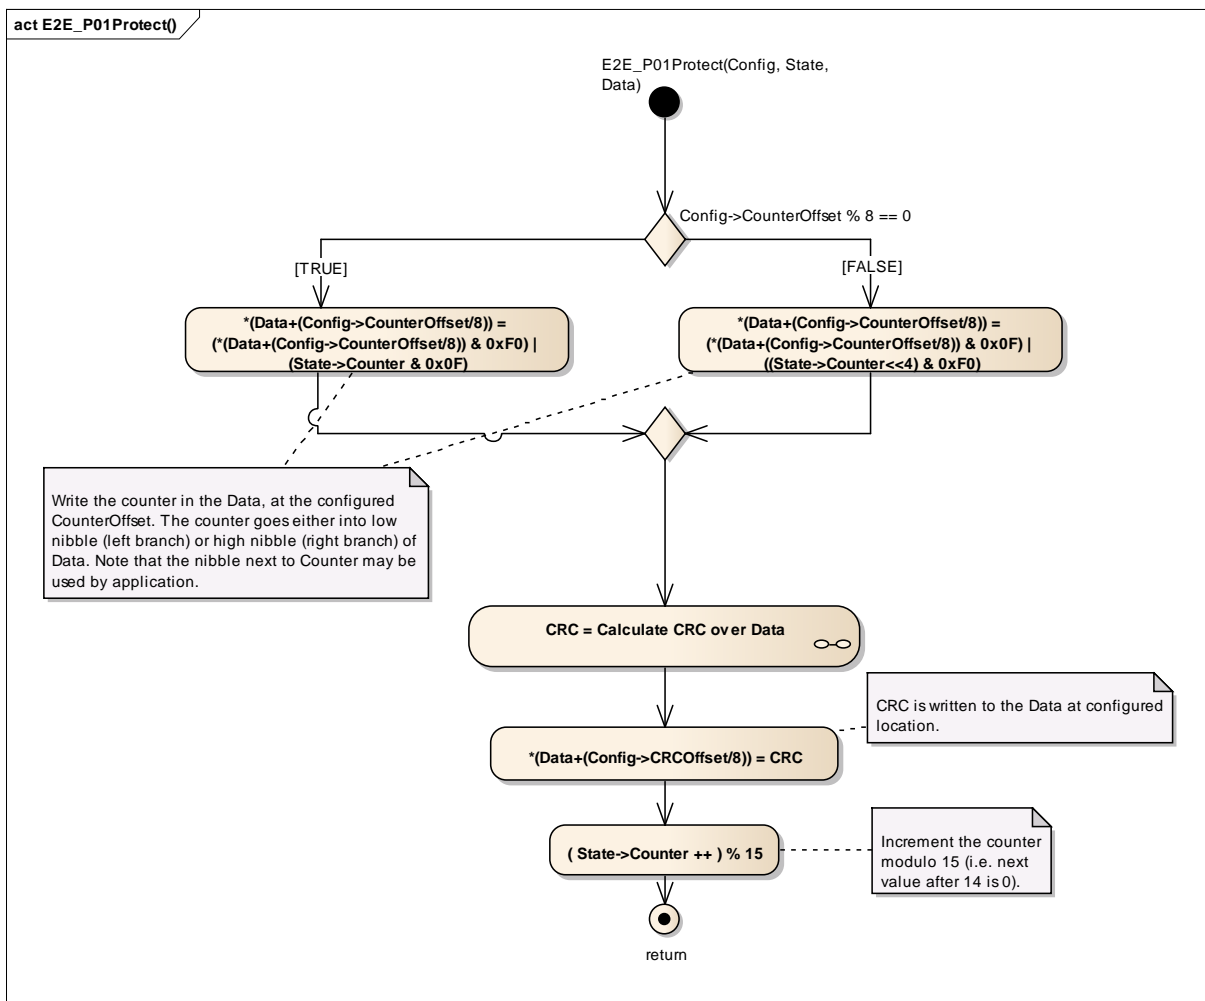 act E2E_P01Protect()
E2E_P01Protect(Config, State,
Data)
Config->CounterOffset % 8 == 0
[TRUE]
[FALSE]
*(Data+(Config->CounterOffset/8)) =
(*(Data+(Config->CounterOffset/8)) & 0xF0) |
(State->Counter & 0x0F)
*(Data+(Config->CounterOffset/8)) =
(*(Data+(Config->CounterOffset/8)) & 0x0F) |
((State->Counter<<4) & 0xF0)
Write the counter in the Data, at the configured
CounterOffset. The counter goes either into low
nibble (left branch) or high nibble (right branch) of
Data. Note that the nibble next to Counter may be
used by application.
CRC = Calculate CRC over Data
CRC is written to the Data at configured
location.
*(Data+(Config->CRCOffset/8)) = CRC
( State->Counter ++ ) % 15
Increment the counter
modulo 15 (i.e. next
value after 14 is 0).
return